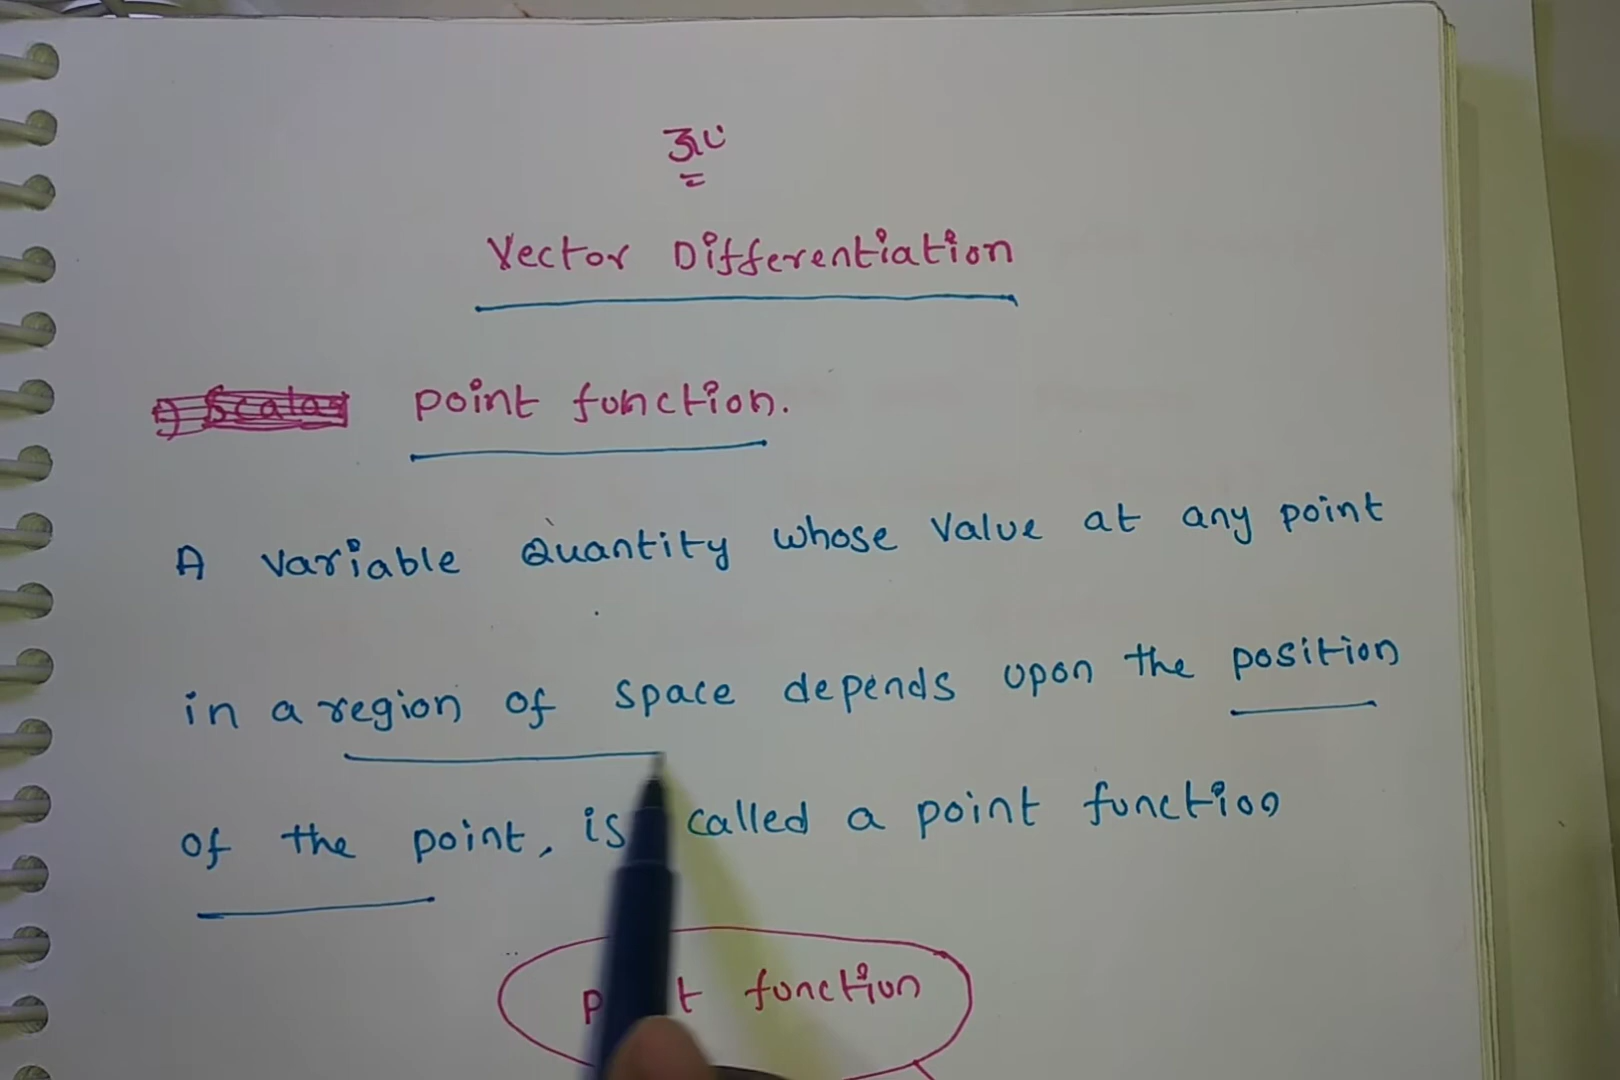 Vector Differentiation
point function.
A variable Quantity whose Value at any point
in a region of space depends upon the position
of the point, is called a point function
function